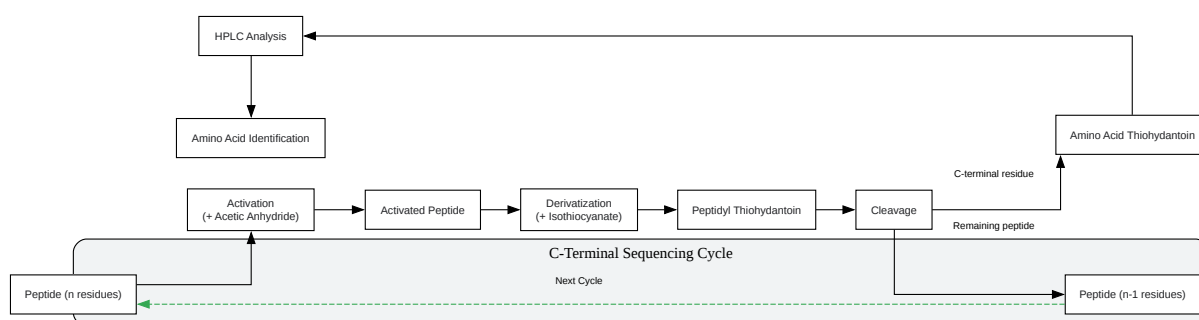 HPLC Analysis
Amino Acid Identification
Amino Acid Thiohydantoin
C-terminal residue
Activation
(+ Acetic Anhydride)
Activated Peptide
Derivatization
(+ Isothiocyanate)
Peptidyl Thiohydantoin
Cleavage
Remaining peptide
C-Terminal Sequencing Cycle
Next Cycle
Peptide (n residues)
Peptide (n-1 residues)